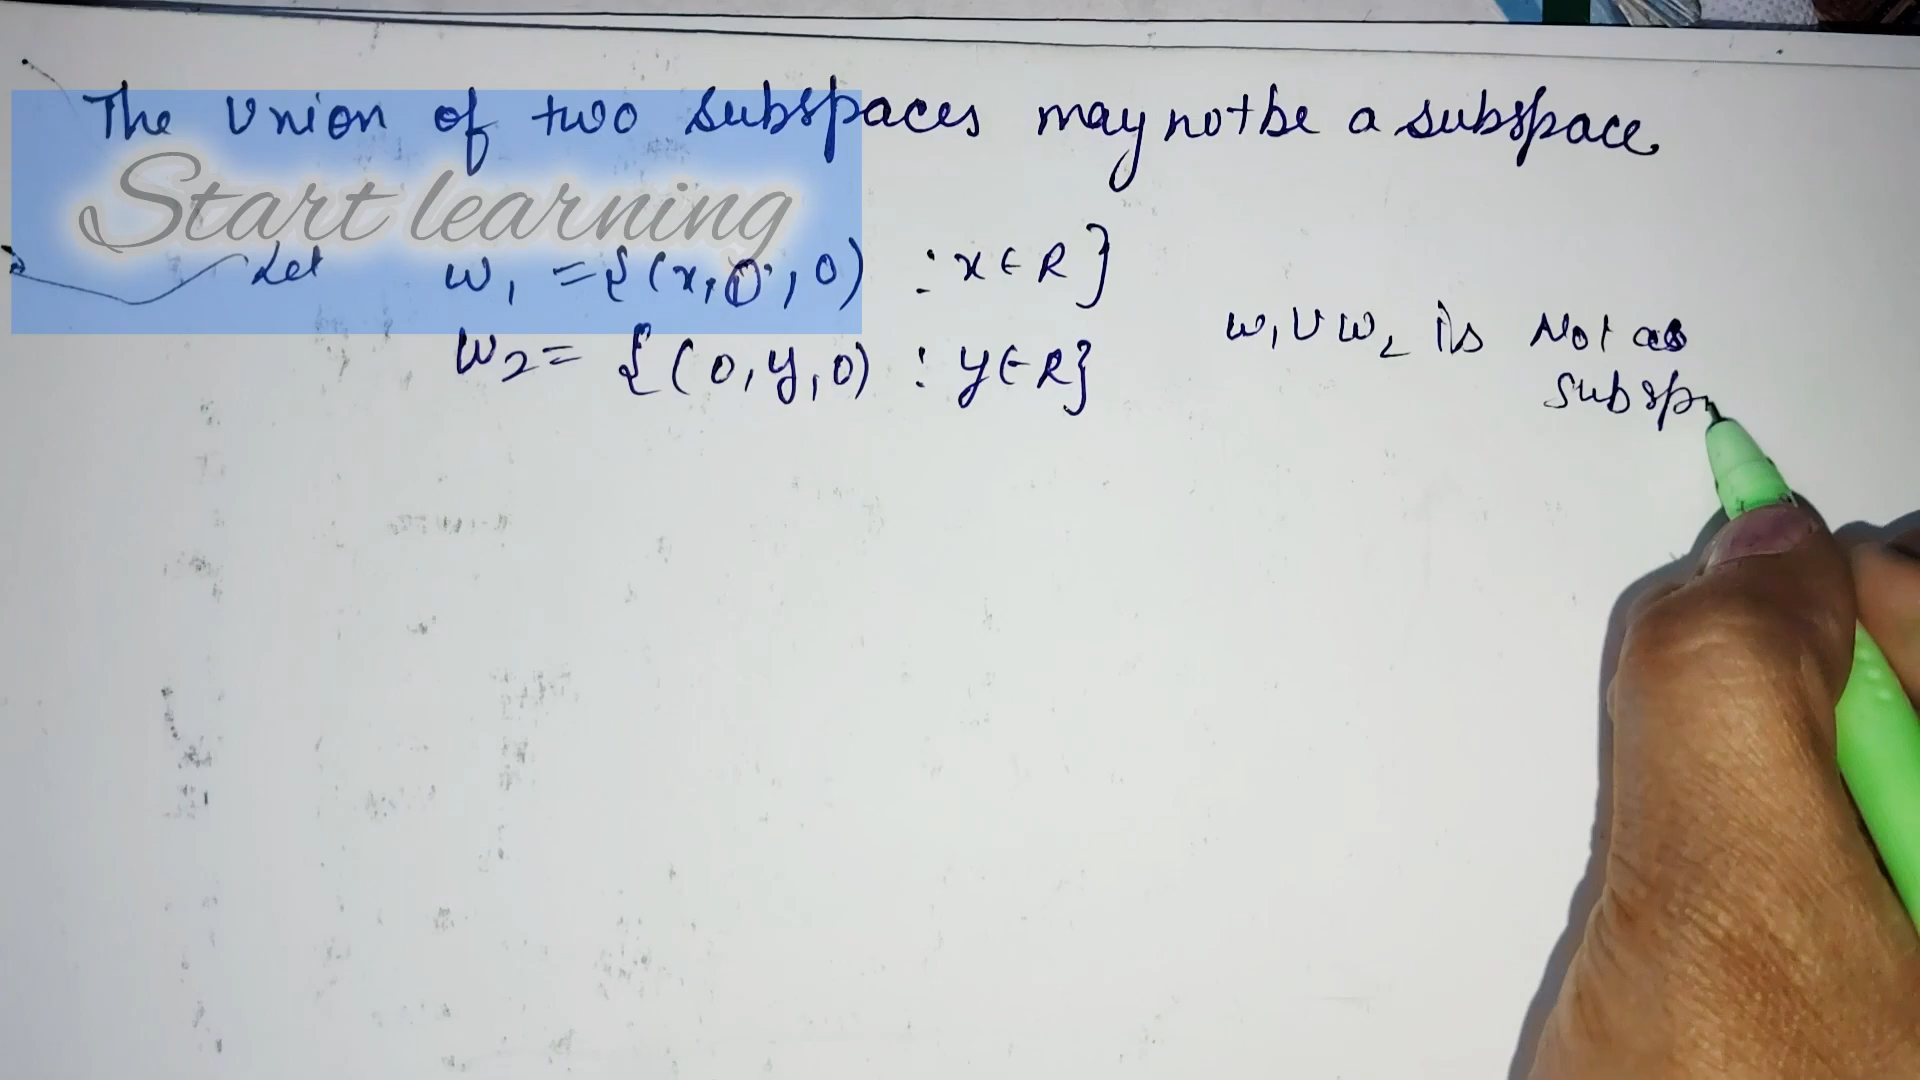 The Union of two subspaces may not be a subspace
Start learning
Let w₁ = {(x, 0, 0) : x ∈ R}
w₂ = {(0, y, 0) : y ∈ R}
w₁ ∪ w₂ is Not a
subsp